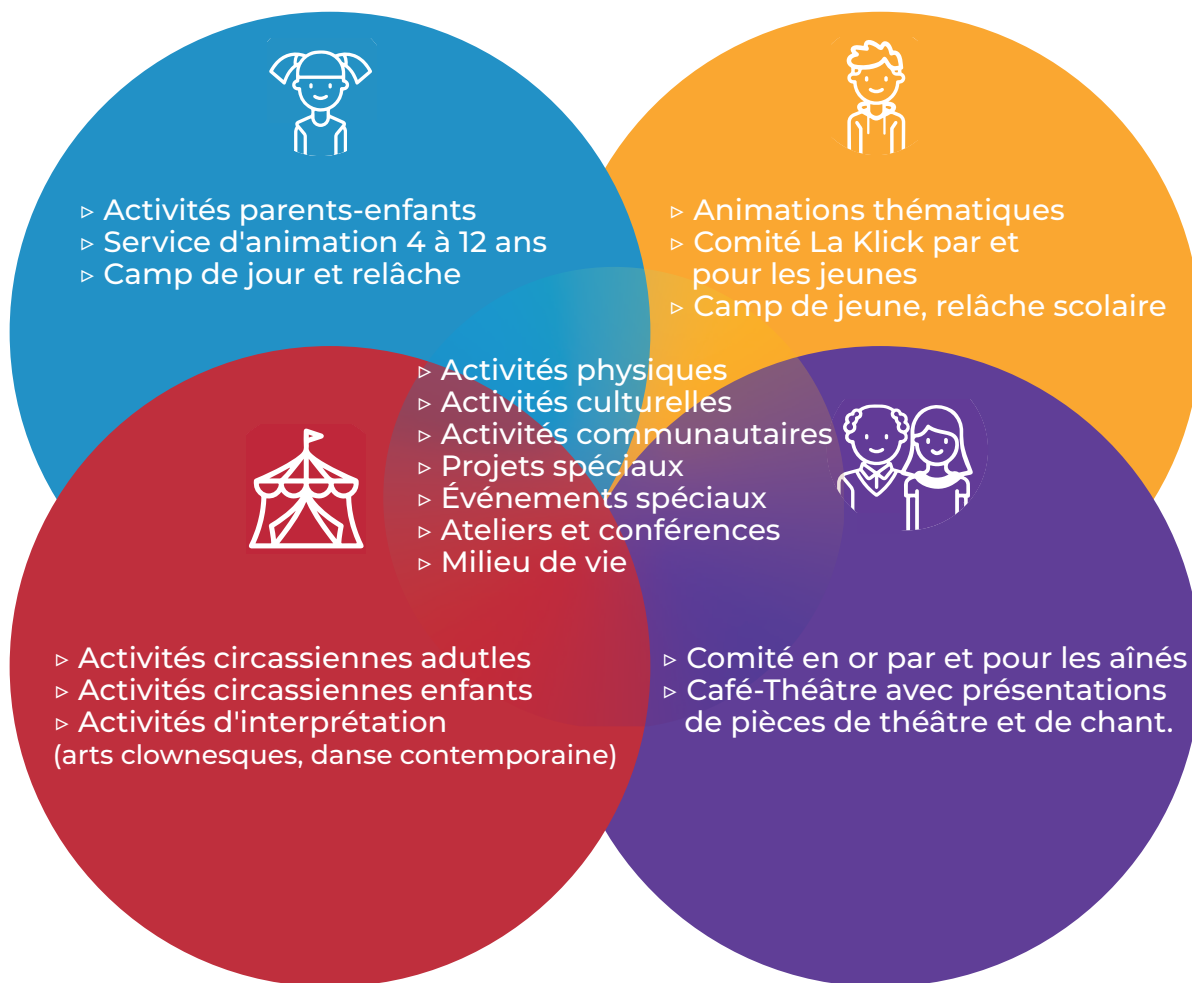 ▹ Activités parents-enfants
▹ Service d'animation 4 à 12 ans
▹ Camp de jour et relâche
▹ Animations thématiques
▹ Comité La Klick par et
pour les jeunes
▹ Camp de jeune, relâche scolaire
▹ Activités physiques
▹ Activités culturelles
▹ Activités communautaires
▹ Projets spéciaux
▹ Événements spéciaux
▹ Ateliers et conférences
▹ Milieu de vie
▹ Activités circassiennes adutles
▹ Activités circassiennes enfants
▹ Activités d'interprétation
(arts clownesques, danse contemporaine)
▹ Comité en or par et pour les aînés
▹ Café-Théâtre avec présentations
de pièces de théâtre et de chant.